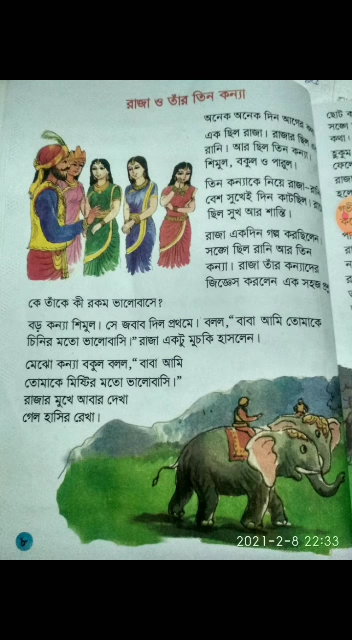 রাজা ও তাঁর তিন কন্যা
অনেক অনেক দিন আগের
এক ছিল রাজা। রাজার ছিল
রানি। আর ছিল তিন কন্যা।
শিমুল, বকুল ও পারুল।
তিন কন্যাকে নিয়ে রাজা-রানি
বেশ সুখেই দিন কাটছিল।
ছিল সুখ আর শান্তি।
রাজা একদিন গল্প করছিলেন
সঙ্গে ছিল রানি আর তিন
কন্যা। রাজা তাঁর কন্যাদের
জিজ্ঞেস করলেন এক সহজ
কে তাঁকে কী রকম ভালোবাসে?
বড় কন্যা শিমুল। সে জবাব দিল প্রথমে। বলল, “বাবা আমি তোমাকে
চিনির মতো ভালোবাসি।” রাজা একটু মুচকি হাসলেন।
মেঝো কন্যা বকুল বলল, “বাবা আমি
তোমাকে মিষ্টির মতো ভালোবাসি।”
রাজার মুখে আবার দেখা
গেল হাসির রেখা।
ছোট
সঙ্গে
কথা।
হুকুম
ফেলে
রাজা
2021-2-8 22:33